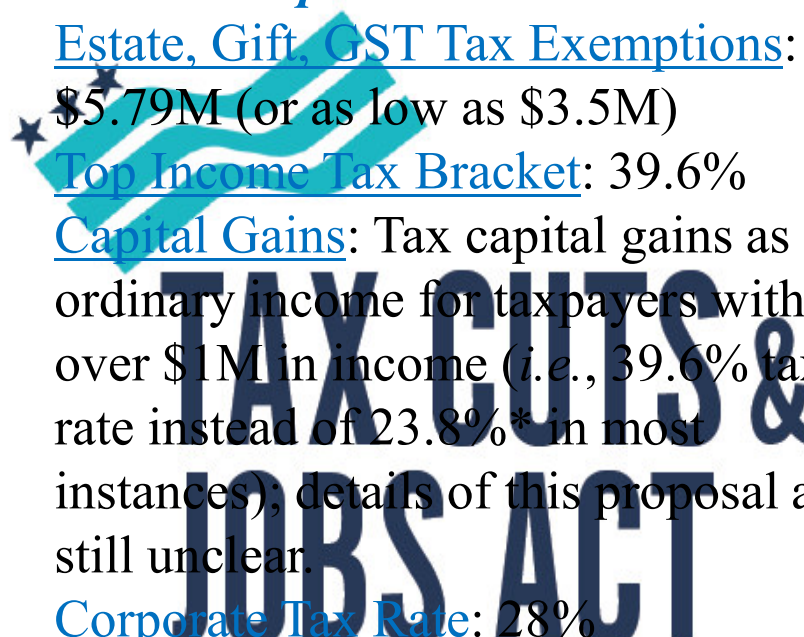 Estate, Gift, GST Tax Exemptions:
$5.79M (or as low as $3.5M)
Top Income Tax Bracket: 39.6%
Capital Gains: Tax capital gains as
ordinary income for taxpayers with
over $1M in income (i.e., 39.6% tax
rate instead of 23.8%* in most
instances); details of this proposal a
still unclear.
Corporate Tax Rate: 28%
TAX CUTS &
JOBS ACT